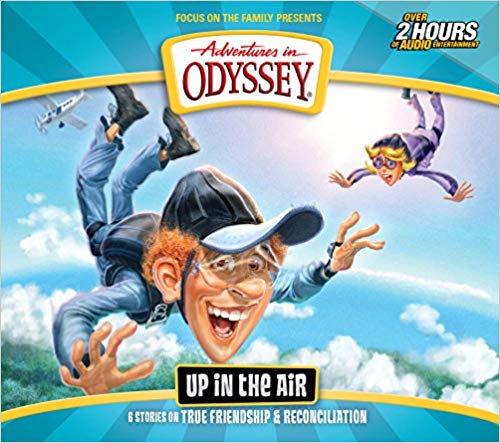 FOCUS ON THE FAMILY PRESENTS
Adventures in
ODYSSEY®
OVER
2 HOURS
OF AUDIO ENTERTAINMENT
UP IN THE AIR
6 STORIES ON TRUE FRIENDSHIP & RECONCILIATION